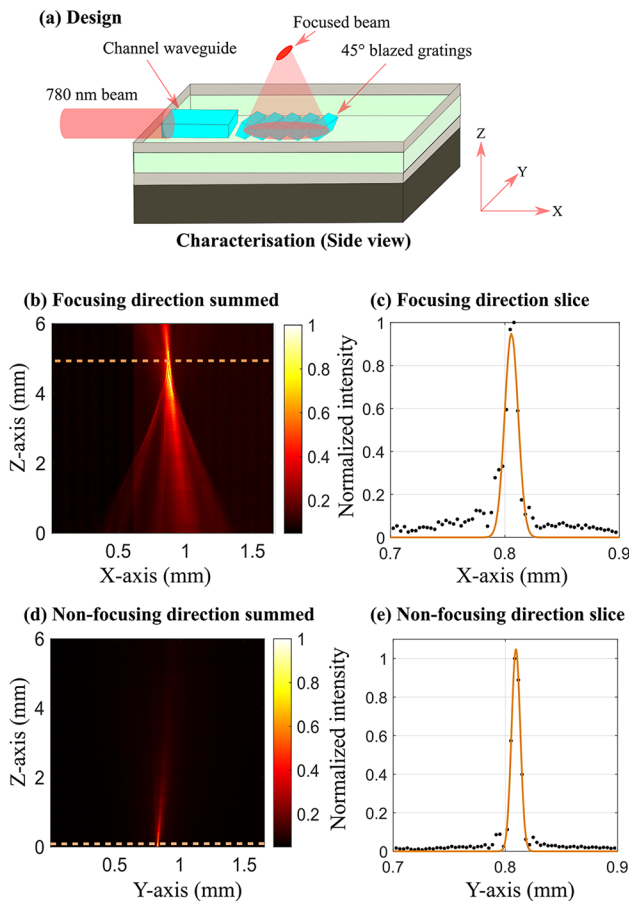 (a) Design
Focused beam
Channel waveguide
45° blazed gratings
780 nm beam
Z
Y
X
Characterisation (Side view)
(b) Focusing direction summed
(c) Focusing direction slice
6
4
2
0
Z-axis (mm)
0.5
1
1.5
X-axis (mm)
1
0.8
0.6
0.4
0.2
Normalized intensity
1
0.8
0.6
0.4
0.2
0
0.7
0.8
0.9
X-axis (mm)
(d) Non-focusing direction summed
(e) Non-focusing direction slice
6
4
2
0
Z-axis (mm)
0.5
1
1.5
Y-axis (mm)
1
0.8
0.6
0.4
0.2
Normalized intensity
1
0.8
0.6
0.4
0.2
0
0.7
0.8
0.9
Y-axis (mm)